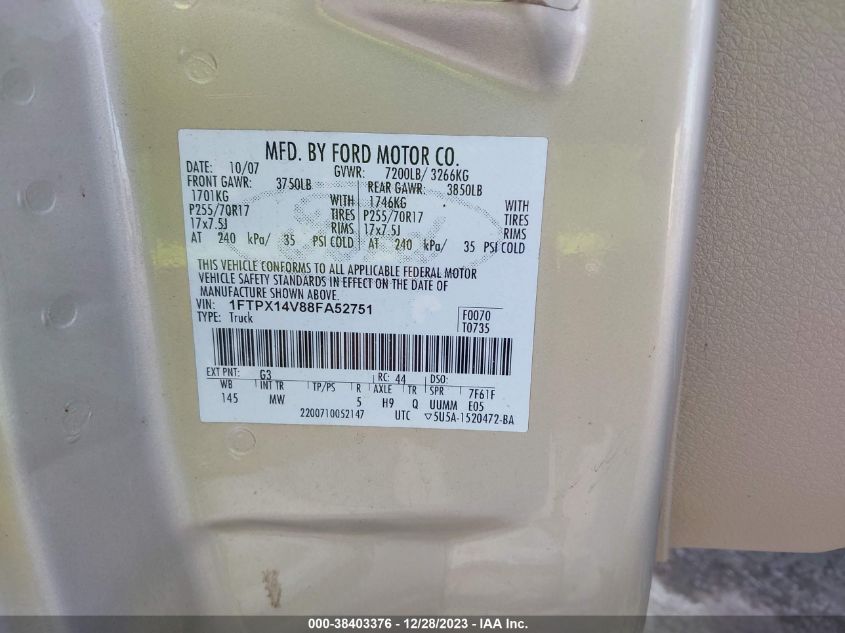 MFD. BY FORD MOTOR CO.
DATE: 10/07 GVWR: 7200LB/ 3266KG
FRONT GAWR: 3750LB REAR GAWR: 3850LB
1701KG WITH 1746KG WITH
P255/70R17 TIRES P255/70R17 TIRES
17x7.5J RIMS 17x7.5J RIMS
AT 240 kPa/ 35 PSI COLD AT 240 kPa/ 35 PSI COLD
THIS VEHICLE CONFORMS TO ALL APPLICABLE FEDERAL MOTOR
VEHICLE SAFETY STANDARDS IN EFFECT ON THE DATE OF
MANUFACTURE SHOWN ABOVE.
VIN: 1FTPX14V88FA52751 F0070
TYPE: Truck T0735
EXT PNT: G3 RC: 44 DSO:
WB INT TR TP/PS R AXLE TR SPR 7F61F
145 MW 5 H9 Q UUMM E05
22007100S2147 UTC ▽5U5A-1520472-BA
000-38403376 - 12/28/2023 - IAA Inc.